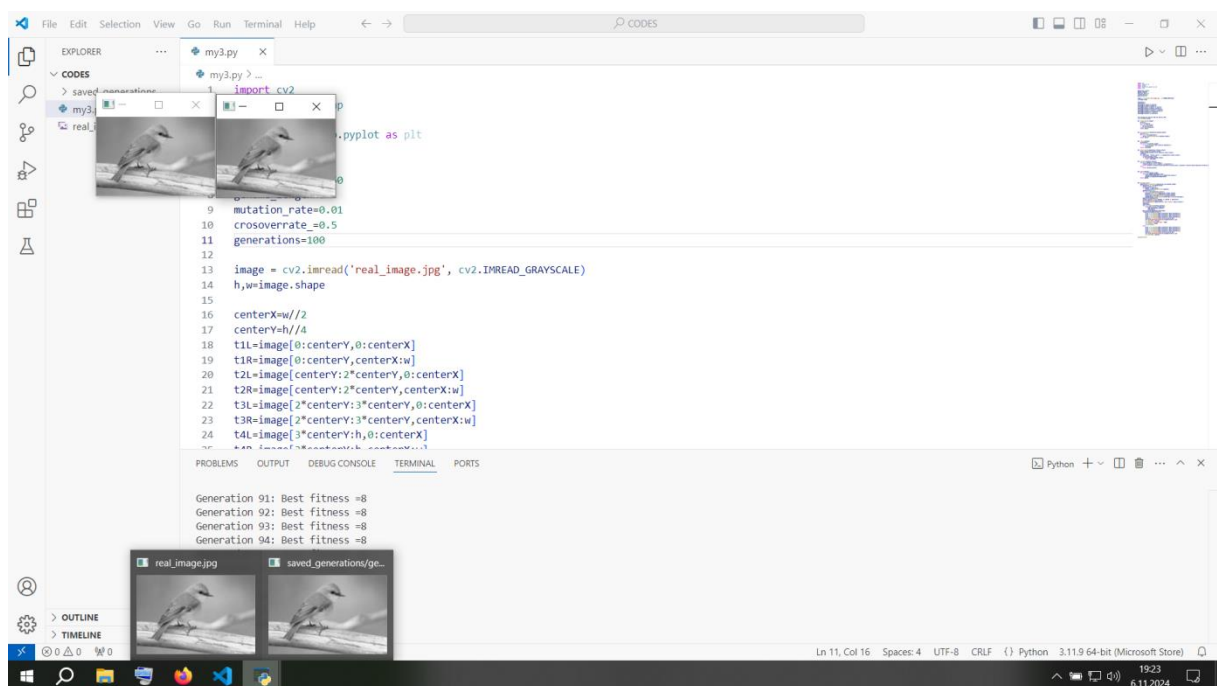 File Edit Selection View Go Run Terminal Help
CODES
EXPLORER
my3.py
CODES
my3.py > ...
saved_generations
1 import cv2
my3.
real_i
.pyplot as plt
9 mutation_rate=0.01
10 crosoverrate_=0.5
11 generations=100
12
13 image = cv2.imread('real_image.jpg', cv2.IMREAD_GRAYSCALE)
14 h,w=image.shape
15
16 centerX=w//2
17 centerY=h//4
18 t1L=image[0:centerY,0:centerX]
19 t1R=image[0:centerY,centerX:w]
20 t2L=image[centerY:2*centerY,0:centerX]
21 t2R=image[centerY:2*centerY,centerX:w]
22 t3L=image[2*centerY:3*centerY,0:centerX]
23 t3R=image[2*centerY:3*centerY,centerX:w]
24 t4L=image[3*centerY:h,0:centerX]
PROBLEMS OUTPUT DEBUG CONSOLE TERMINAL PORTS
Python
Generation 91: Best fitness =8
Generation 92: Best fitness =8
Generation 93: Best fitness =8
Generation 94: Best fitness =8
real_image.jpg
saved_generations/ge...
OUTLINE
TIMELINE
0 0 0
Ln 11, Col 16 Spaces: 4 UTF-8 CRLF {} Python 3.11.9 64-bit (Microsoft Store)
19:23
6.11.2024